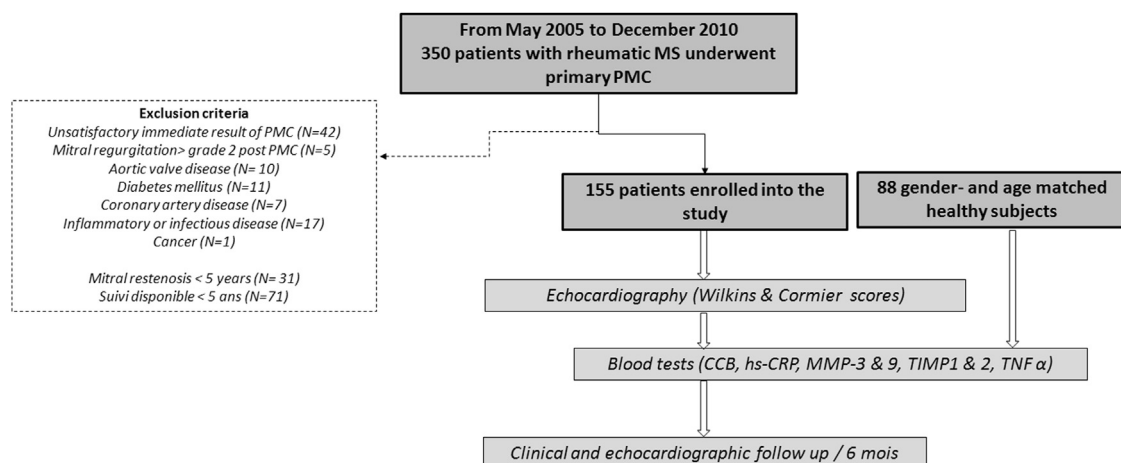 From May 2005 to December 2010
350 patients with rheumatic MS underwent
primary PMC
Exclusion criteria
Unsatisfactory immediate result of PMC (N=42)
Mitral regurgitation> grade 2 post PMC (N=5)
Aortic valve disease (N= 10)
Diabetes mellitus (N=11)
Coronary artery disease (N=7)
Inflammatory or infectious disease (N=17)
Cancer (N=1)
Mitral restenosis < 5 years (N= 31)
Suivi disponible < 5 ans (N=71)
155 patients enrolled into the
study
88 gender- and age matched
healthy subjects
Echocardiography (Wilkins & Cormier scores)
Blood tests (CCB, hs-CRP, MMP-3 & 9, TIMP1 & 2, TNF α)
Clinical and echocardiographic follow up / 6 mois